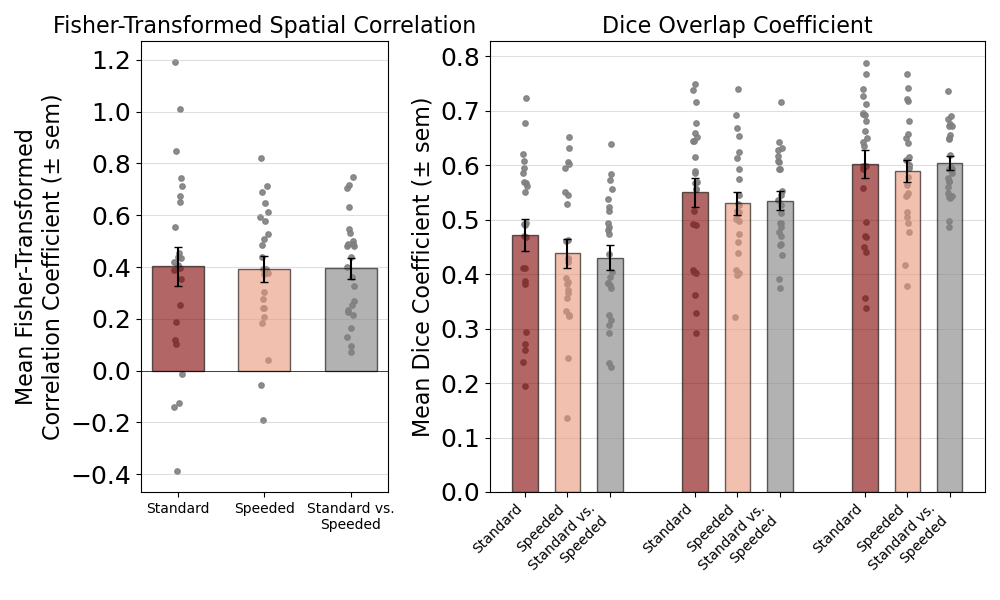 Fisher-Transformed Spatial Correlation
Mean Fisher-Transformed
Correlation Coefficient (± sem)
1.2
1.0
0.8
0.6
0.4
0.2
0.0
−0.2
−0.4
Standard
Speeded
Standard vs.
Speeded
Dice Overlap Coefficient
Mean Dice Coefficient (± sem)
0.8
0.7
0.6
0.5
0.4
0.3
0.2
0.1
0.0
Standard
Speeded
Standard vs.
Speeded
Standard
Speeded
Standard vs.
Speeded
Standard
Speeded
Standard vs.
Speeded